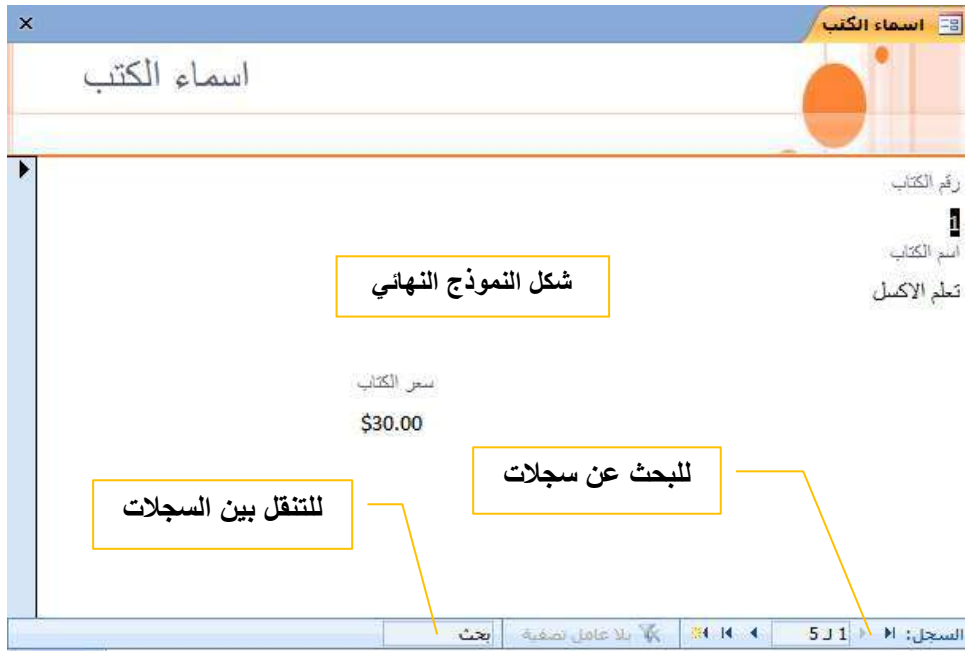 اسماء الكتب
اسماء الكتب
رقم الكتاب
1
اسم الكتاب
تعلم الاكسل
شكل النموذج النهائي
سعر الكتاب
$30.00
للبحث عن سجلات
للتنقل بين السجلات
السجل: 1 لـ 5 بلا عامل تصفية بحث